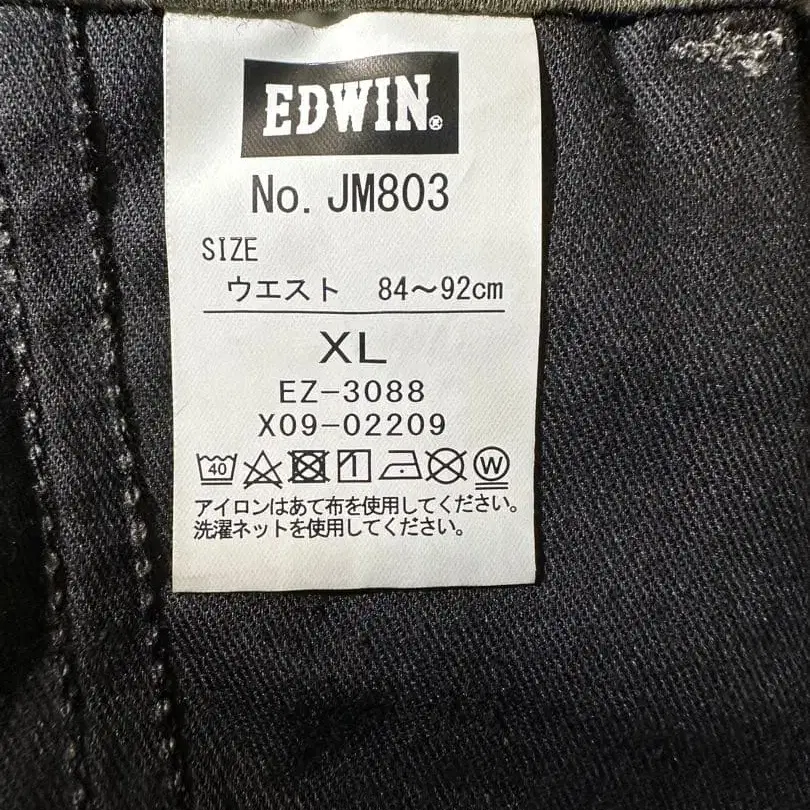 EDWIN®
No. JM803
SIZE
ウエスト 84～92cm
XL
EZ-3088
X09-02209
40 W
アイロンはあて布を使用してください。
洗濯ネットを使用してください。